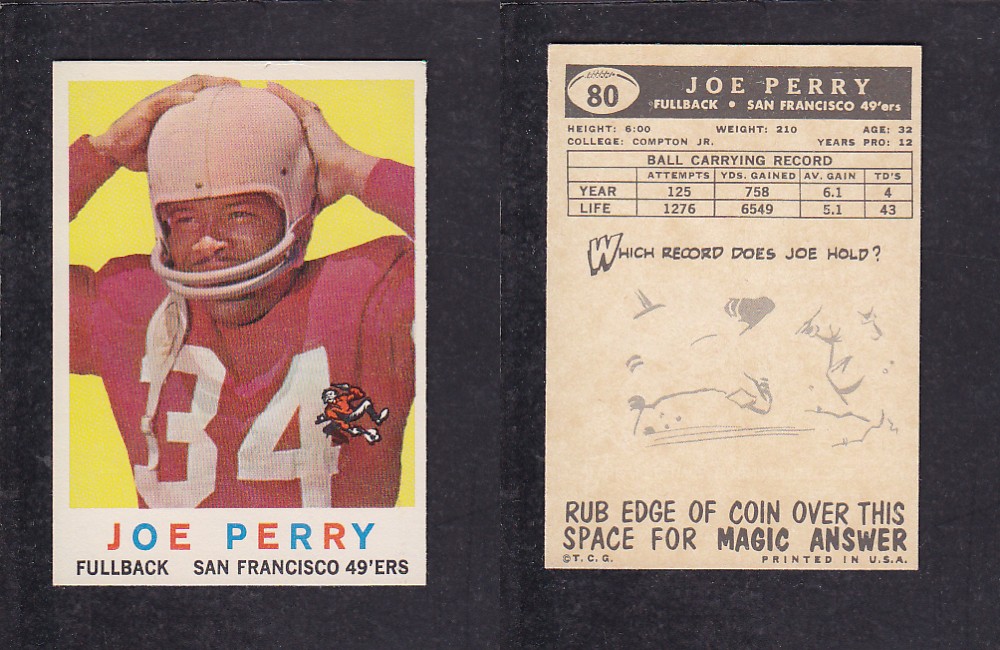 34
JOE PERRY
FULLBACK SAN FRANCISCO 49'ERS
80
JOE PERRY
FULLBACK • SAN FRANCISCO 49'ers
HEIGHT: 6:00 WEIGHT: 210 AGE: 32
COLLEGE: COMPTON JR. YEARS PRO: 12
BALL CARRYING RECORD
ATTEMPTS YDS. GAINED AV. GAIN TD'S
YEAR 125 758 6.1 4
LIFE 1276 6549 5.1 43
WHICH RECORD DOES JOE HOLD?
RUB EDGE OF COIN OVER THIS
SPACE FOR MAGIC ANSWER
©T.C.G. PRINTED IN U.S.A.